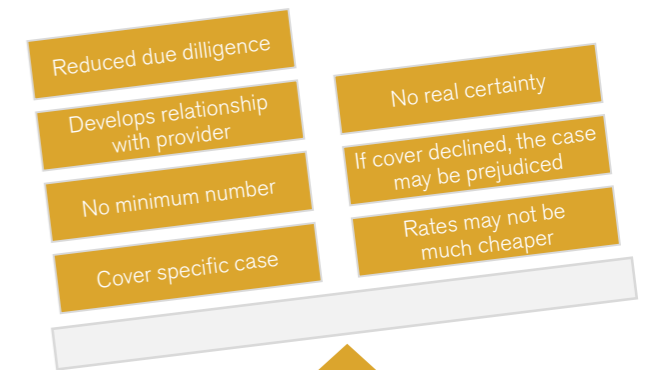 Reduced due dilligence
Develops relationship
with provider
No minimum number
Cover specific case
No real certainty
If cover declined, the case
may be prejudiced
Rates may not be
much cheaper